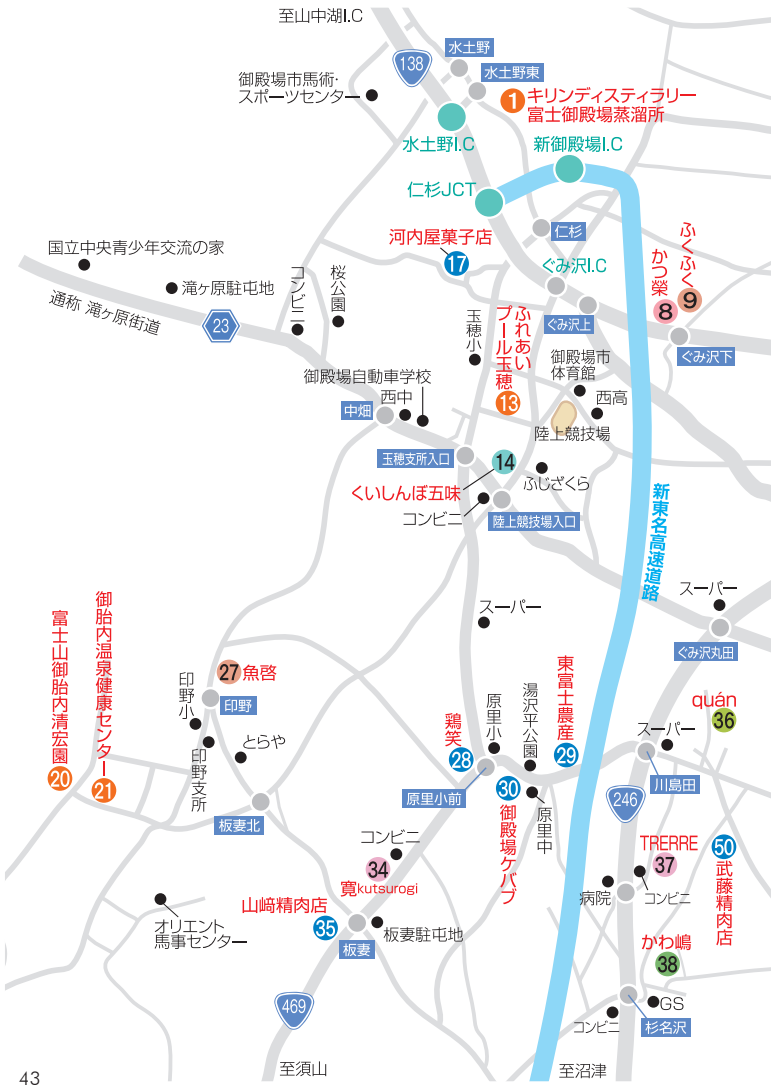 至山中湖I.C
138
水土野
水土野東
御殿場市馬術・
スポーツセンター
1
キリンディスティラリー
富士御殿場蒸溜所
水土野I.C
新御殿場I.C
仁杉JCT
仁杉
河内屋菓子店
17
ぐみ沢I.C
ふくふく
9
かつ榮
8
国立中央青少年交流の家
滝ヶ原駐屯地
通称 滝ヶ原街道
23
コンビニ
桜公園
玉穂小
ふれあい
プール玉穂
13
ぐみ沢上
ぐみ沢下
御殿場市
体育館
西高
陸上競技場
御殿場自動車学校
西中
中畑
玉穂支所入口
14
くいしんぼ五味
ふじざくら
コンビニ
陸上競技場入口
新東名高速道路
スーパー
スーパー
ぐみ沢丸田
富士山御胎内清宏園
20
御胎内温泉健康センター
21
27
魚啓
印野小
印野
印野支所
とらや
板妻北
鶏笑
28
原里小
原里小前
湯沢平公園
東富士農産
29
30
御殿場ケバブ
原里中
quán
36
スーパー
川島田
246
コンビニ
34
寛kutsurogi
山﨑精肉店
35
板妻
板妻駐屯地
オリエント
馬事センター
469
至須山
TRERRE
37
病院
コンビニ
50
武藤精肉店
かわ嶋
38
GS
コンビニ
杉名沢
至沼津
43